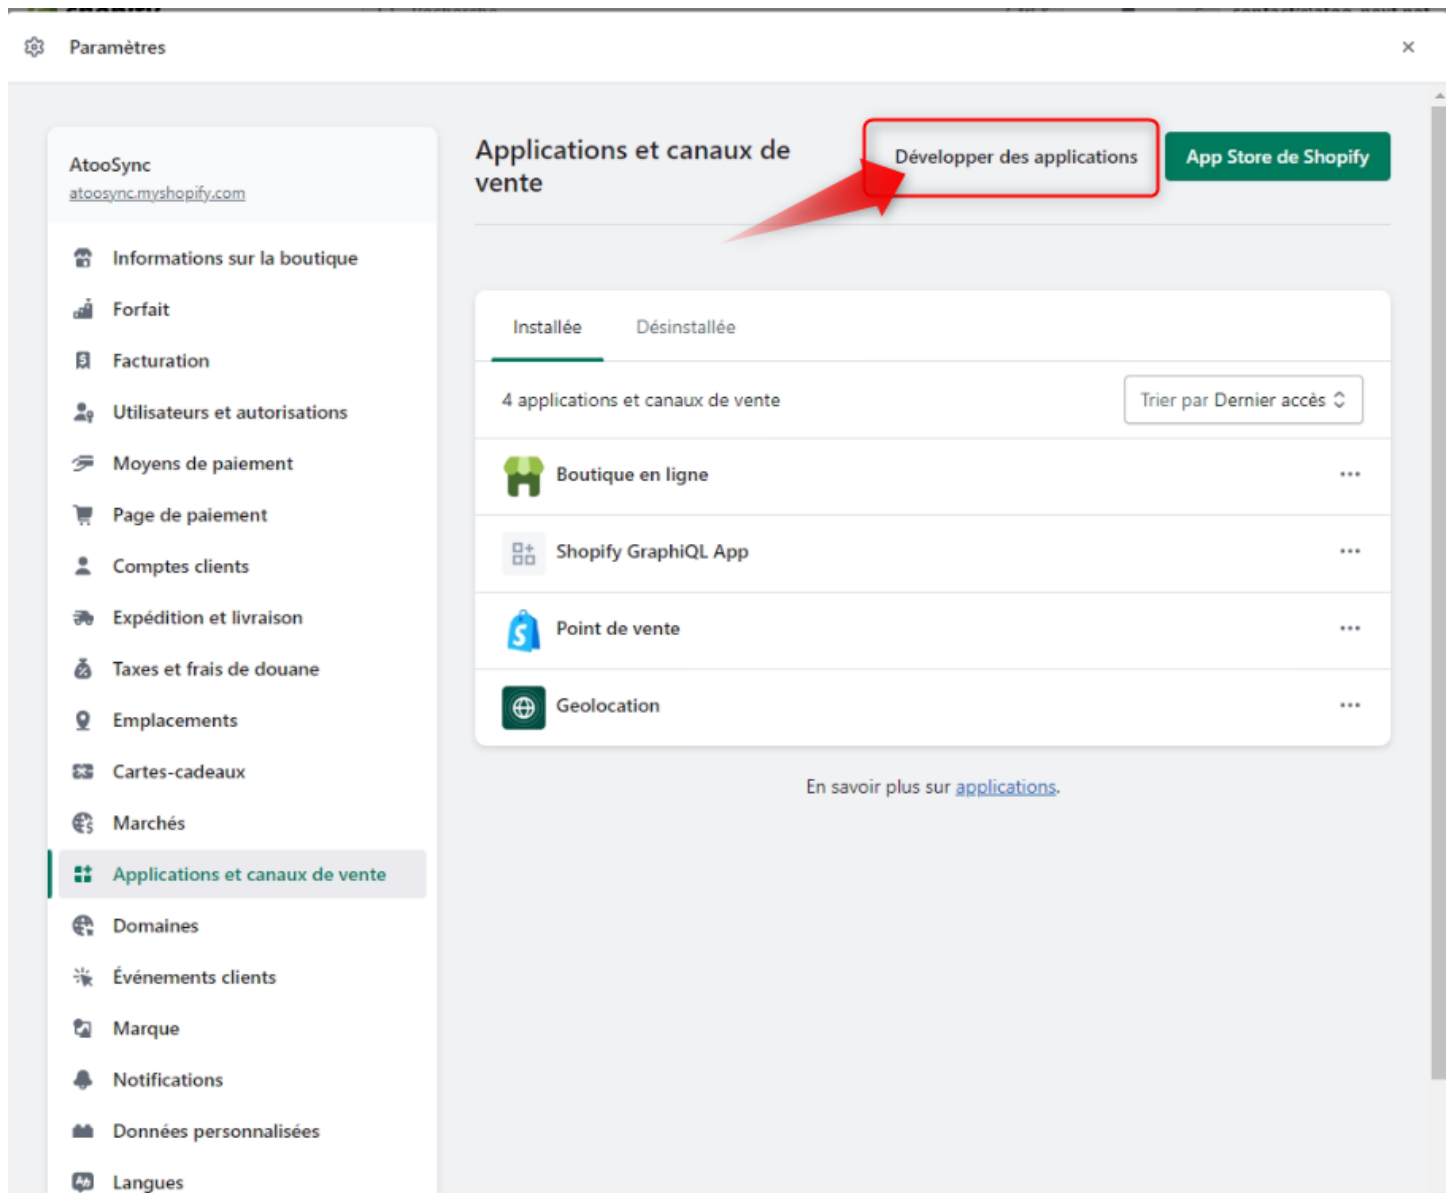 Paramètres
AtooSync
atoosync.myshopify.com
Informations sur la boutique
Forfait
Facturation
Utilisateurs et autorisations
Moyens de paiement
Page de paiement
Comptes clients
Expédition et livraison
Taxes et frais de douane
Emplacements
Cartes-cadeaux
Marchés
Applications et canaux de vente
Domaines
Événements clients
Marque
Notifications
Données personnalisées
Langues
Applications et canaux de
vente
Développer des applications
App Store de Shopify
Installée
Désinstallée
4 applications et canaux de vente
Trier par Dernier accès
Boutique en ligne
Shopify GraphiQL App
Point de vente
Geolocation
En savoir plus sur applications.